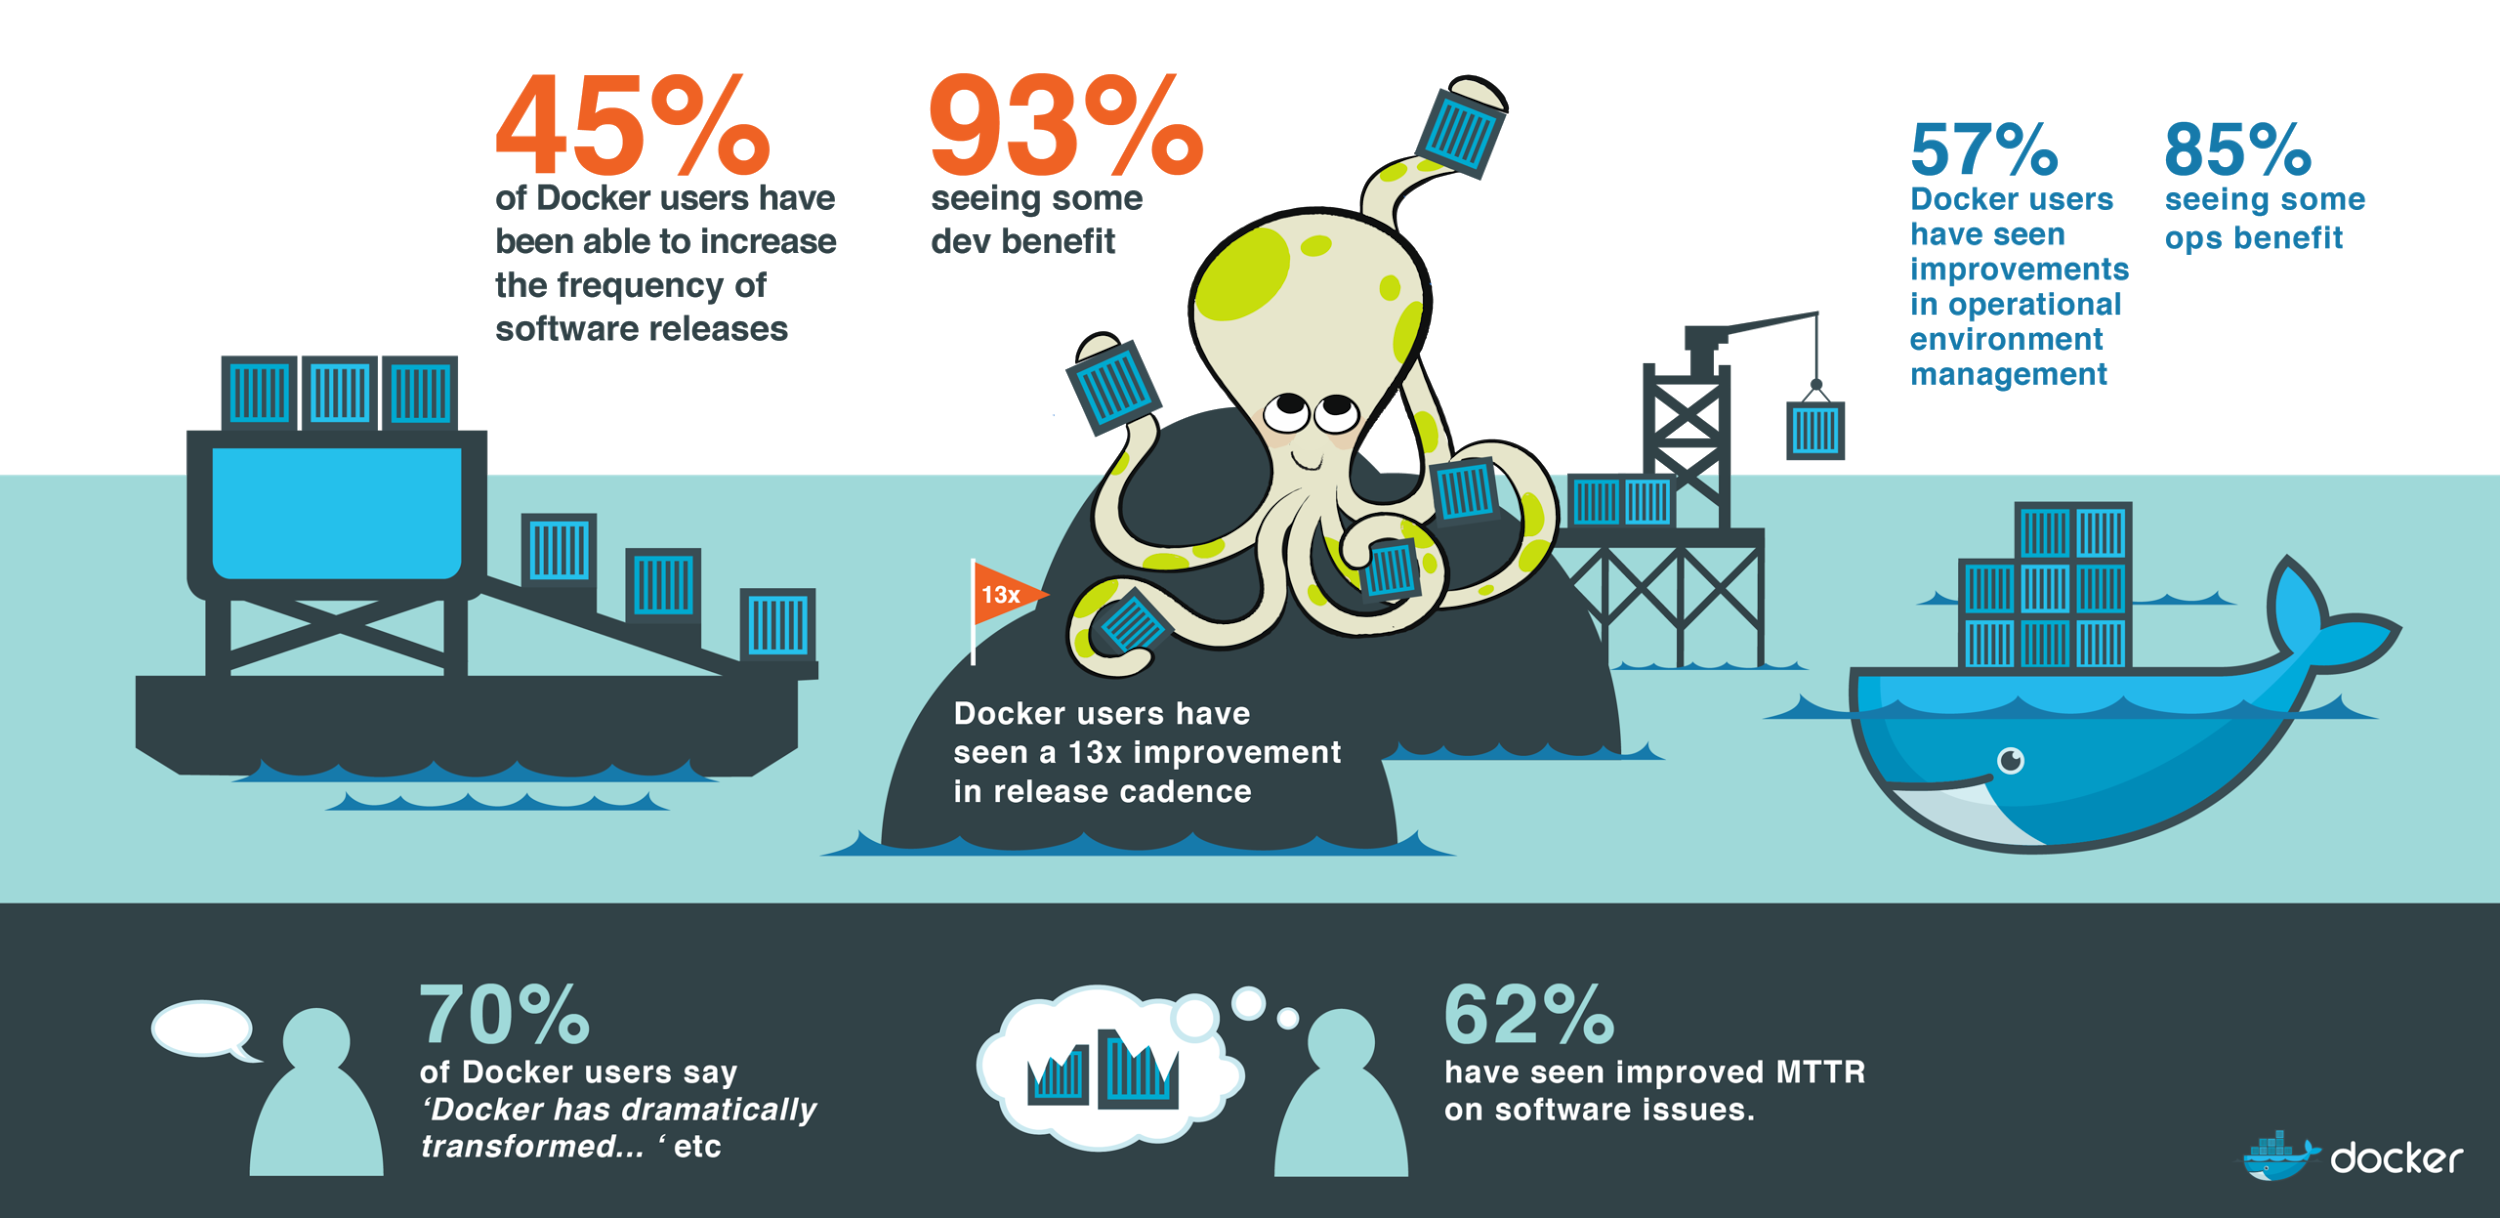 45%
of Docker users have
been able to increase
the frequency of
software releases
93%
seeing some
dev benefit
57%
Docker users
have seen
improvements
in operational
environment
management
85%
seeing some
ops benefit
13x
Docker users have
seen a 13x improvement
in release cadence
70%
of Docker users say
‘Docker has dramatically
transformed... ‘ etc
62%
have seen improved MTTR
on software issues.
docker